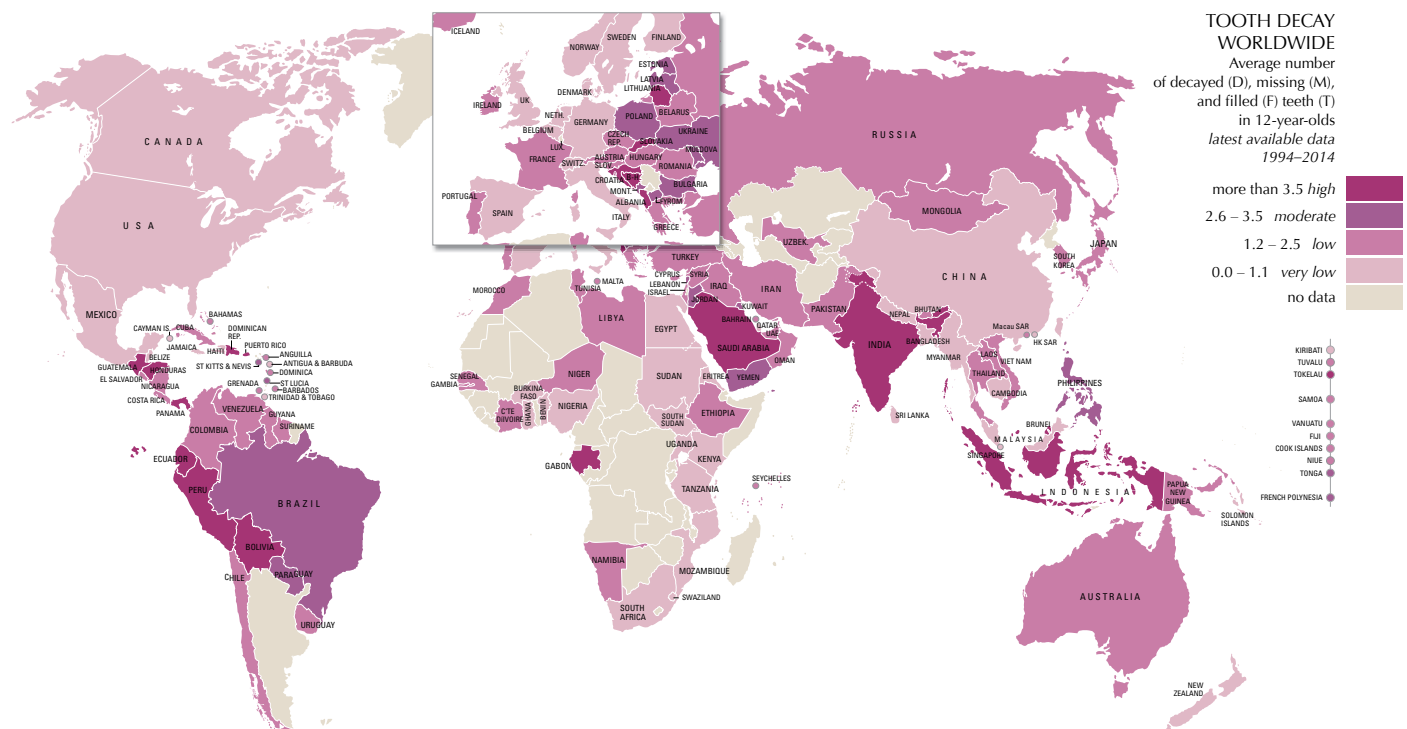 TOOTH DECAY
WORLDWIDE
Average number
of decayed (D), missing (M),
and filled (F) teeth (T)
in 12-year-olds
latest available data
1994–2014
more than 3.5 high
2.6 – 3.5 moderate
1.2 – 2.5 low
0.0 – 1.1 very low
no data
ICELAND
SWEDEN
FINLAND
NORWAY
ESTONIA
LATVIA
LITHUANIA
DENMARK
IRELAND
UK
NETH.
GERMANY
POLAND
BELARUS
BELGIUM
LUX.
CZECH
REP.
SLOVAKIA
UKRAINE
MOLDOVA
FRANCE
SWITZ.
AUSTRIA
SLOV.
HUNGARY
ROMANIA
CROATIA
B-H.
MONT.
BULGARIA
ALBANIA
FYROM
PORTUGAL
SPAIN
ITALY
GREECE
CANADA
USA
MEXICO
BAHAMAS
CAYMAN IS.
CUBA
DOMINICAN
REP.
JAMAICA
HAITI
PUERTO RICO
ANGUILLA
ANTIGUA & BARBUDA
ST KITTS & NEVIS
DOMINICA
ST LUCIA
GRENADA
BARBADOS
TRINIDAD & TOBAGO
BELIZE
GUATEMALA
HONDURAS
EL SALVADOR
NICARAGUA
COSTA RICA
PANAMA
VENEZUELA
GUYANA
SURINAME
COLOMBIA
ECUADOR
PERU
BRAZIL
BOLIVIA
PARAGUAY
CHILE
URUGUAY
MOROCCO
TUNISIA
MALTA
LIBYA
EGYPT
SENEGAL
GAMBIA
NIGER
SUDAN
ERITREA
BURKINA
FASO
C'TE
D'IVOIRE
GHANA
BENIN
NIGERIA
SOUTH
SUDAN
ETHIOPIA
GABON
UGANDA
KENYA
TANZANIA
SEYCHELLES
NAMIBIA
MOZAMBIQUE
SWAZILAND
SOUTH
AFRICA
RUSSIA
MONGOLIA
CHINA
JAPAN
SOUTH
KOREA
UZBEK.
TURKEY
CYPRUS
SYRIA
LEBANON
ISRAEL
IRAQ
IRAN
JORDAN
KUWAIT
BAHRAIN
QATAR
UAE
SAUDI ARABIA
OMAN
YEMEN
PAKISTAN
NEPAL
BHUTAN
INDIA
BANGLADESH
MYANMAR
SRI LANKA
Macau SAR
HK SAR
LAOS
VIET NAM
THAILAND
CAMBODIA
PHILIPPINES
BRUNEI
MALAYSIA
SINGAPORE
INDONESIA
PAPUA
NEW
GUINEA
SOLOMON
ISLANDS
AUSTRALIA
NEW
ZEALAND
KIRIBATI
TUVALU
TOKELAU
SAMOA
VANUATU
FIJI
COOK ISLANDS
NIUE
TONGA
FRENCH POLYNESIA